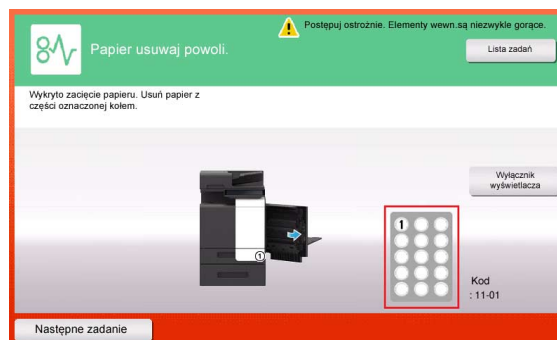 Postępuj ostrożnie. Elementy wewn.są niezwykle gorące.
Papier usuwaj powoli.
Lista zadań
Wykryto zacięcie papieru. Usuń papier z
części oznaczonej kołem.
Wyłącznik
wyświetlacza
1
1
Kod
: 11-01
Następne zadanie